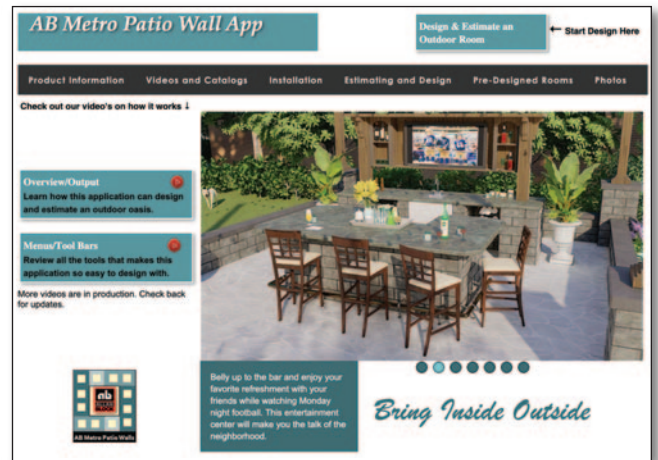 AB Metro Patio Wall App
Design & Estimate an
Outdoor Room
← Start Design Here
Product Information
Videos and Catalogs
Installation
Estimating and Design
Pre-Designed Rooms
Photos
Check out our video's on how it works ↓
Overview/Output
Learn how this application can design
and estimate an outdoor oasis.
Menus/Tool Bars
Review all the tools that makes this
application so easy to design with.
More videos are in production. Check back
for updates.
ab
AB Metro Patio Walls
Belly up to the bar and enjoy your
favorite refreshment with your
friends while watching Monday
night football. This entertainment
center will make you the talk of the
neighborhood.
Bring Inside Outside